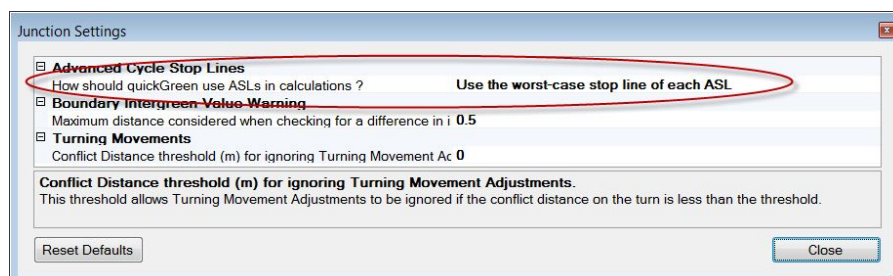 Junction Settings
Advanced Cycle Stop Lines
How should quickGreen use ASLs in calculations ? Use the worst-case stop line of each ASL
Boundary Intergreen Value Warning
Maximum distance considered when checking for a difference in i 0.5
Turning Movements
Conflict Distance threshold (m) for ignoring Turning Movement Ac 0
Conflict Distance threshold (m) for ignoring Turning Movement Adjustments.
This threshold allows Turning Movement Adjustments to be ignored if the conflict distance on the turn is less than the threshold.
Reset Defaults Close